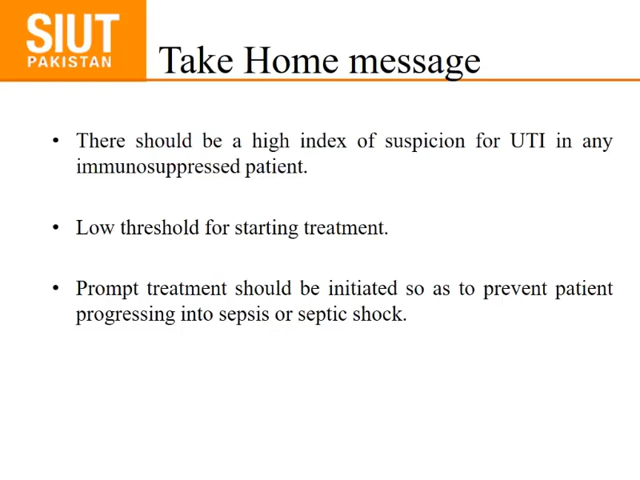 SIUT
PAKISTAN
Take Home message
• There should be a high index of suspicion for UTI in any
immunosuppressed patient.
• Low threshold for starting treatment.
• Prompt treatment should be initiated so as to prevent patient
progressing into sepsis or septic shock.